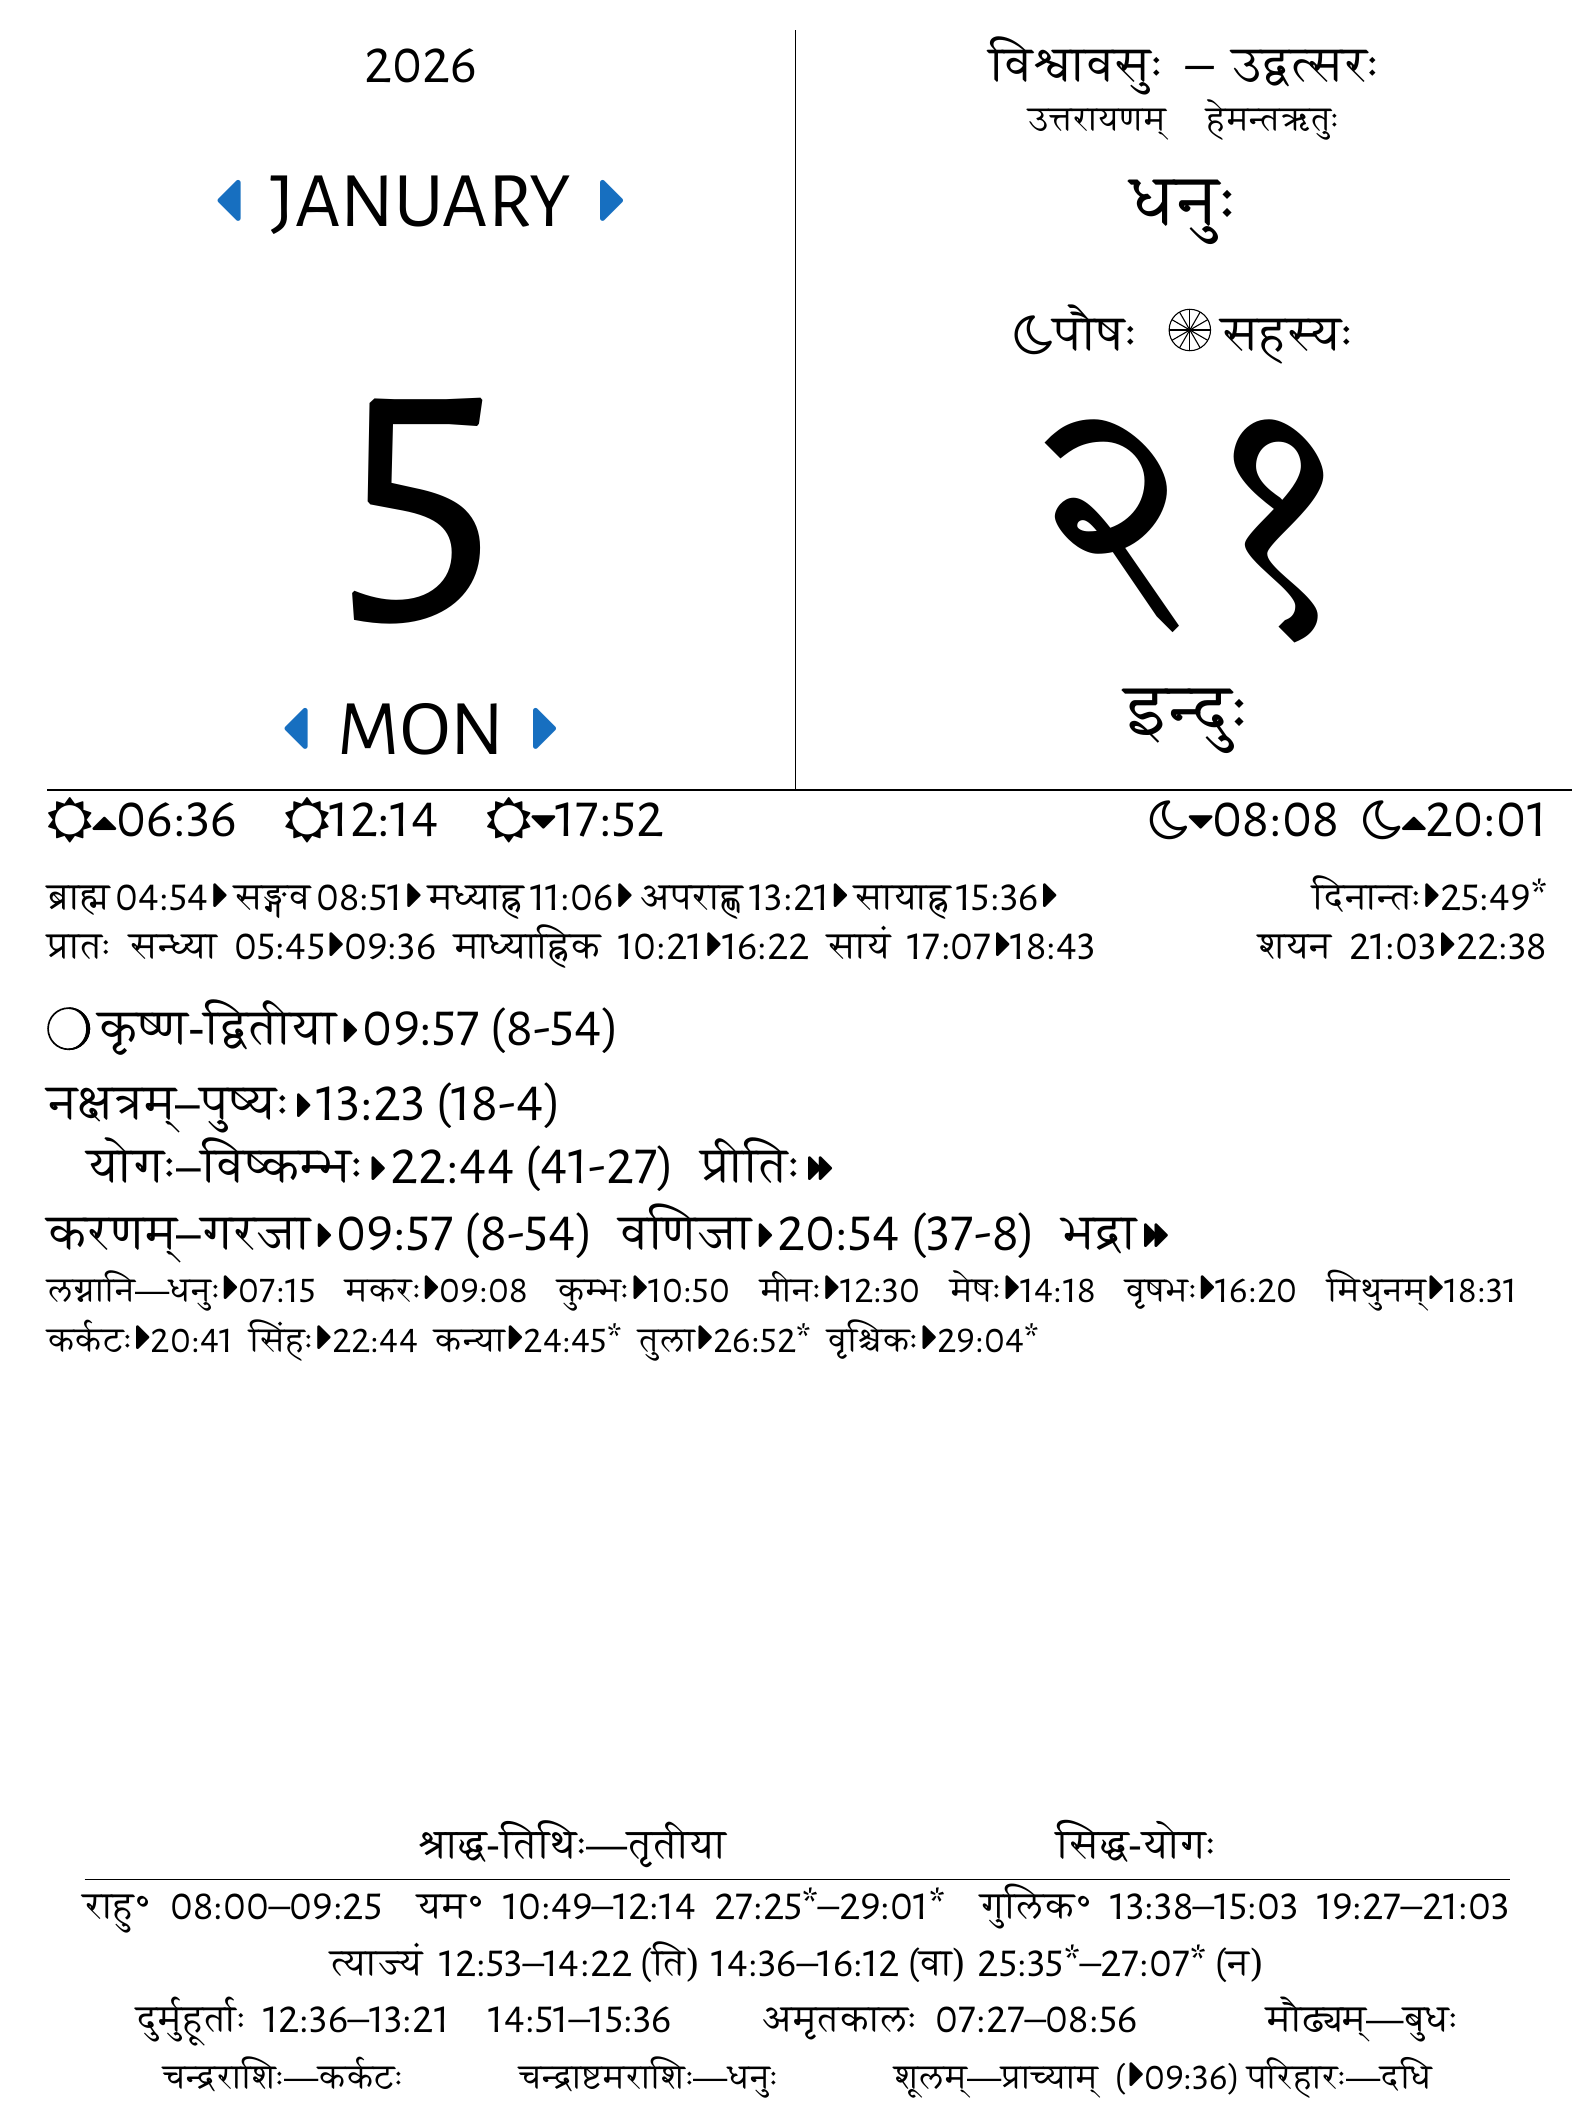 2026
JANUARY
5
MON
विश्वावसुः – उद्वत्सरः
उत्तरायणम् हेमन्तऋतुः
धनुः
पौषः सहस्यः
२१
इन्दुः
06:36 12:14 17:52 08:08 20:01
ब्राह्म 04:54 सङ्गव 08:51 मध्याह्न 11:06 अपराह्ण 13:21 सायाह्न 15:36 दिनान्तः 25:49*
प्रातः सन्ध्या 05:45 09:36 माध्याह्निक 10:21 16:22 सायं 17:07 18:43 शयन 21:03 22:38
कृष्ण-द्वितीया 09:57 (8-54)
नक्षत्रम्–पुष्यः 13:23 (18-4)
योगः–विष्कम्भः 22:44 (41-27) प्रीतिः
करणम्–गरजा 09:57 (8-54) वणिजा 20:54 (37-8) भद्रा
लग्नानि—धनुः 07:15 मकरः 09:08 कुम्भः 10:50 मीनः 12:30 मेषः 14:18 वृषभः 16:20 मिथुनम् 18:31
कर्कटः 20:41 सिंहः 22:44 कन्या 24:45* तुला 26:52* वृश्चिकः 29:04*
श्राद्ध-तिथिः—तृतीया सिद्ध-योगः
राहु॰ 08:00–09:25 यम॰ 10:49–12:14 27:25*–29:01* गुलिक॰ 13:38–15:03 19:27–21:03
त्याज्यं 12:53–14:22 (ति) 14:36–16:12 (वा) 25:35*–27:07* (न)
दुर्मुहूर्ताः 12:36–13:21 14:51–15:36 अमृतकालः 07:27–08:56 मौढ्यम्—बुधः
चन्द्रराशिः—कर्कटः चन्द्राष्टमराशिः—धनुः शूलम्—प्राच्याम् (09:36) परिहारः—दधि